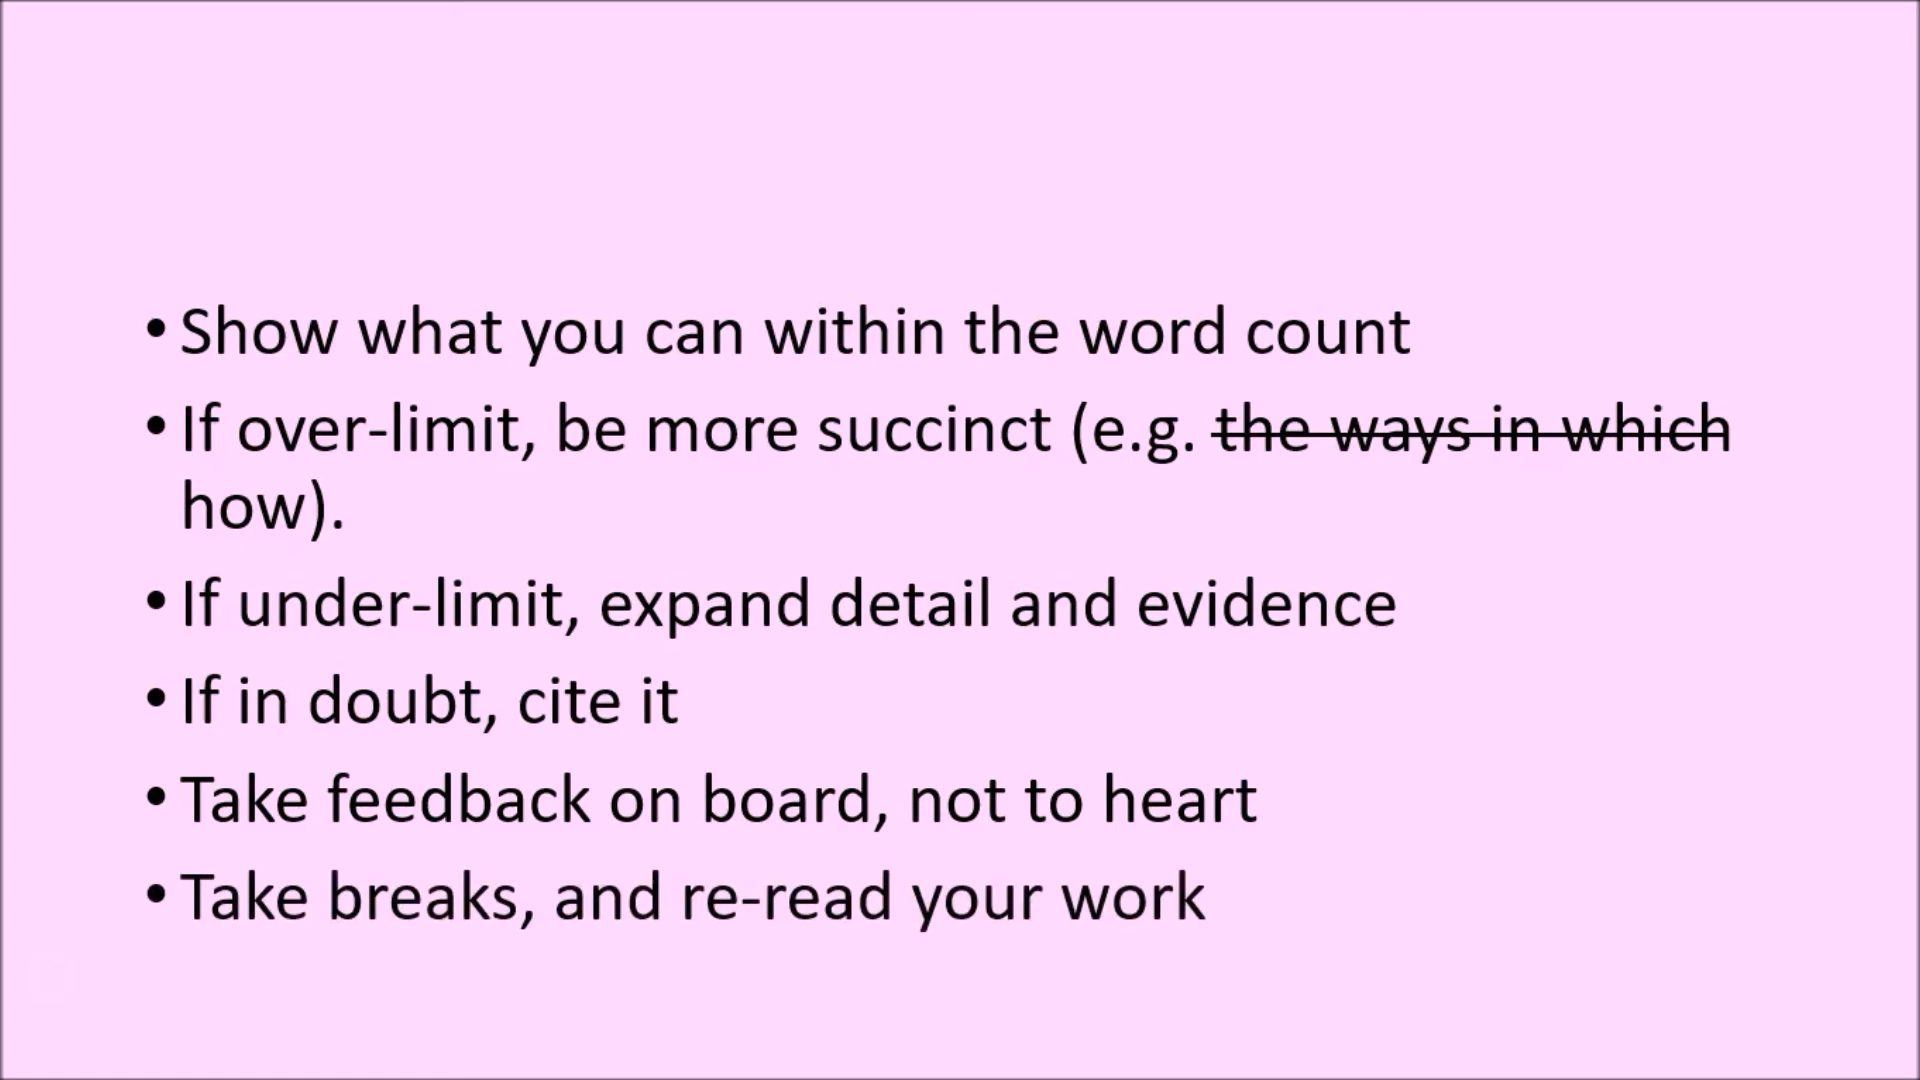 • Show what you can within the word count
• If over-limit, be more succinct (e.g. the ways in which
how).
• If under-limit, expand detail and evidence
• If in doubt, cite it
• Take feedback on board, not to heart
• Take breaks, and re-read your work